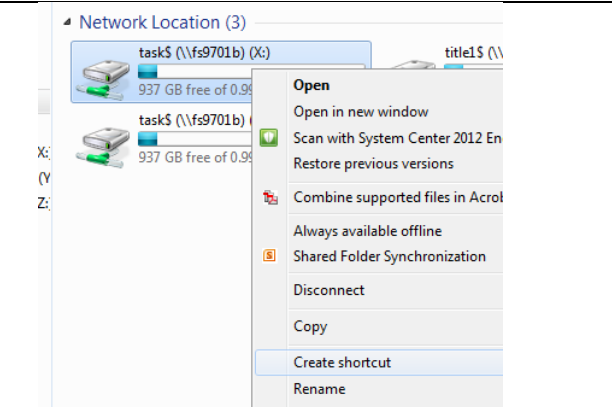 Network Location (3)
task$ (\\fs9701b) (X:)
937 GB free of 0.99
title1$ (\\
task$ (\\fs9701b) (
937 GB free of 0.99
X:
(Y
Z:
Open
Open in new window
Scan with System Center 2012 En
Restore previous versions
Combine supported files in Acrob
Always available offline
Shared Folder Synchronization
Disconnect
Copy
Create shortcut
Rename